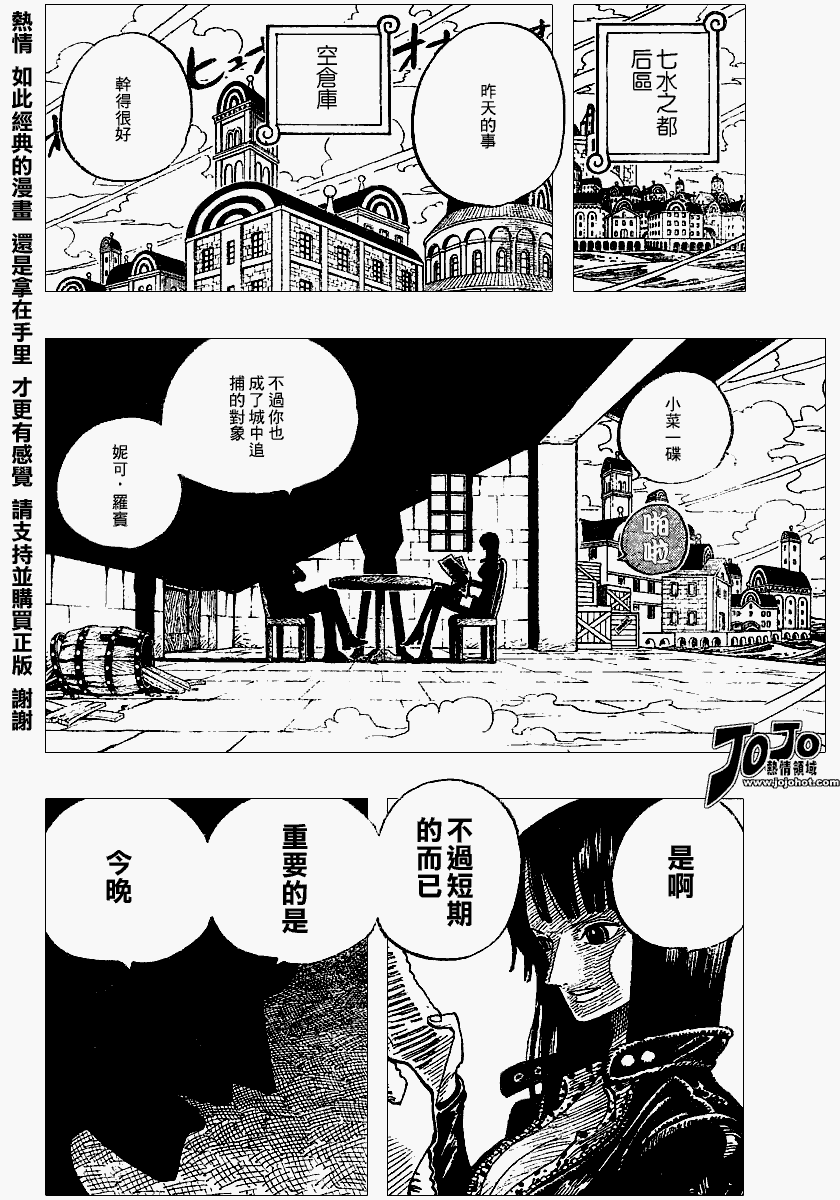 七水之都
后區
昨天的事
空倉庫
幹得很好
ヒュ
小菜一碟
不過你也
成了城中追
捕的對象
妮可·羅賓
是啊
不過短期
的而已
重要的是
今晚
熱情 如此經典的漫畫 還是拿在手里 才更有感覺 請支持並購買正版 謝謝
JOJO
熱情領域
www.jojohot.com